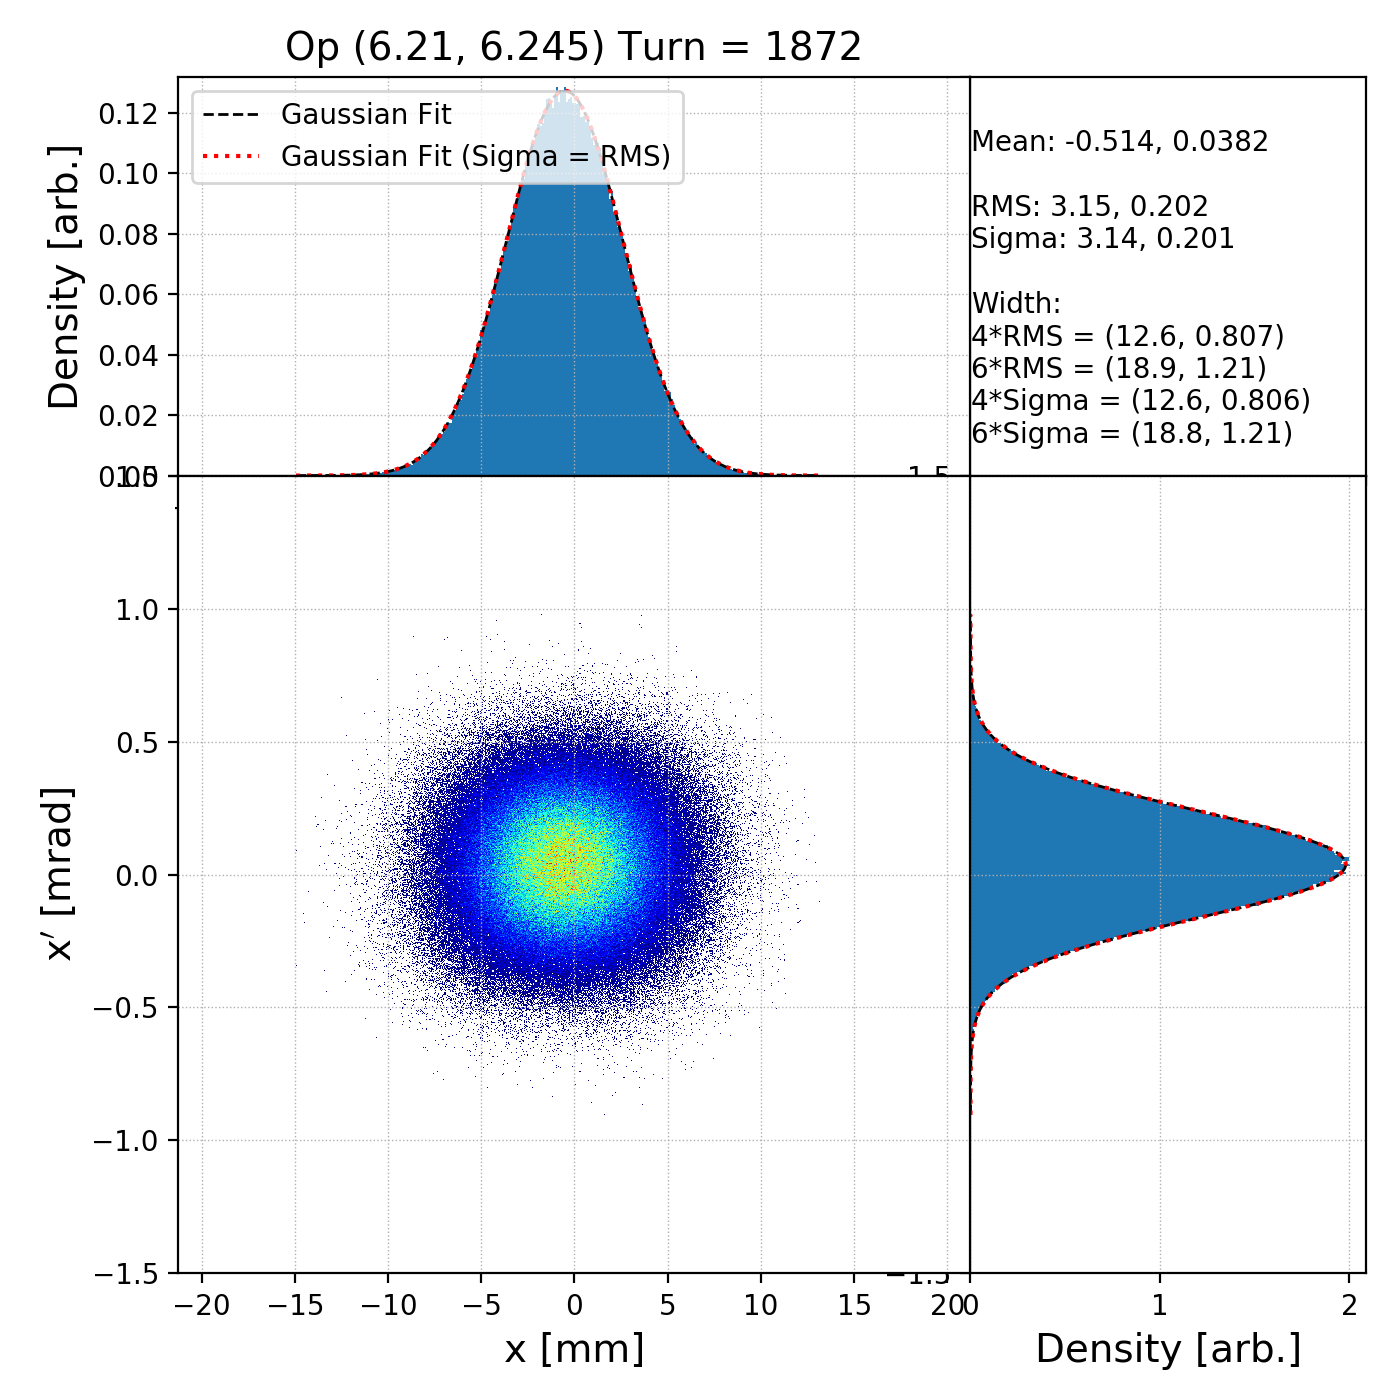 Op (6.21, 6.245) Turn = 1872
Gaussian Fit
Gaussian Fit (Sigma = RMS)
Density [arb.]
0.12
0.10
0.08
0.06
0.04
0.02
Mean: -0.514, 0.0382
RMS: 3.15, 0.202
Sigma: 3.14, 0.201
Width:
4*RMS = (12.6, 0.807)
6*RMS = (18.9, 1.21)
4*Sigma = (12.6, 0.806)
6*Sigma = (18.8, 1.21)
1.5
x′ [mrad]
1.0
0.5
0.0
−0.5
−1.0
−1.5
−1.5
−20 −15 −10 −5 0 5 10 15 20
x [mm]
0 1 2
Density [arb.]